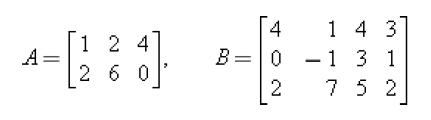 A = [1 2 4
2 6 0], B = [4 1 4 3
0 −1 3 1
2 7 5 2]